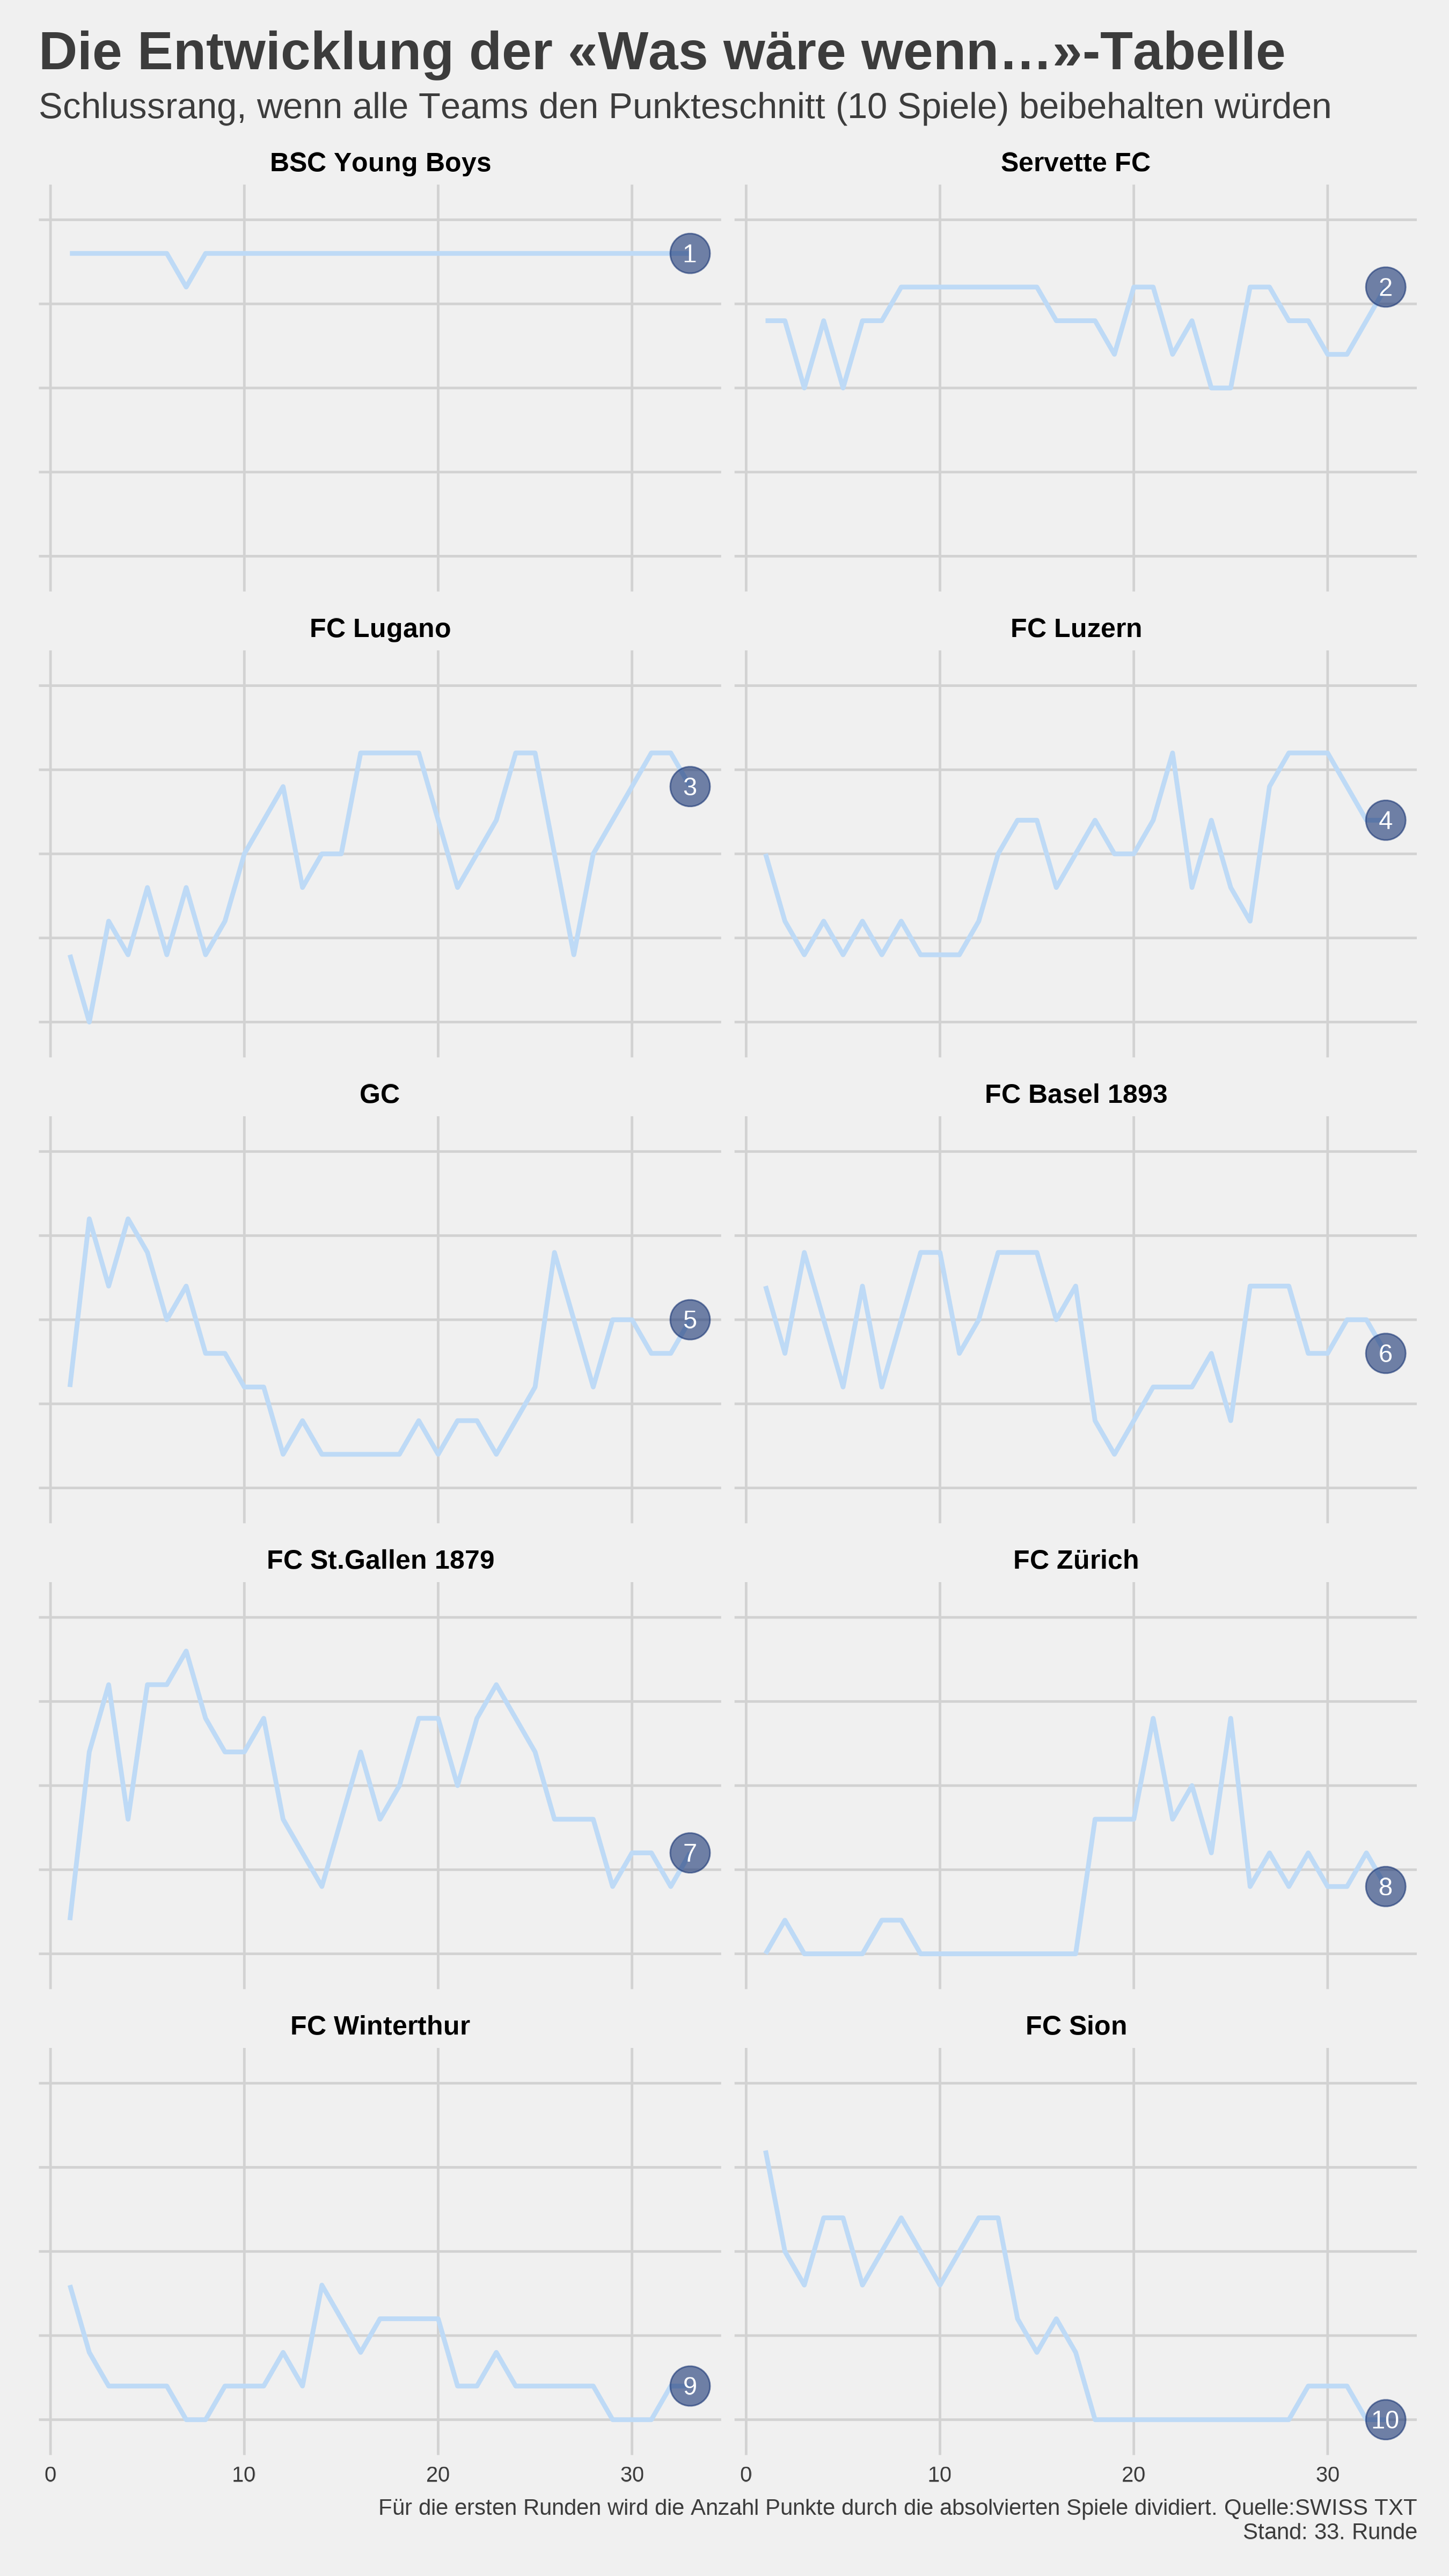 Die Entwicklung der «Was wäre wenn…»-Tabelle
Schlussrang, wenn alle Teams den Punkteschnitt (10 Spiele) beibehalten würden
BSC Young Boys
Servette FC
1
2
FC Lugano
FC Luzern
3
4
GC
FC Basel 1893
5
6
FC St.Gallen 1879
FC Zürich
7
8
FC Winterthur
FC Sion
9
10
0 10 20 30 0 10 20 30
Für die ersten Runden wird die Anzahl Punkte durch die absolvierten Spiele dividiert. Quelle:SWISS TXT
Stand: 33. Runde